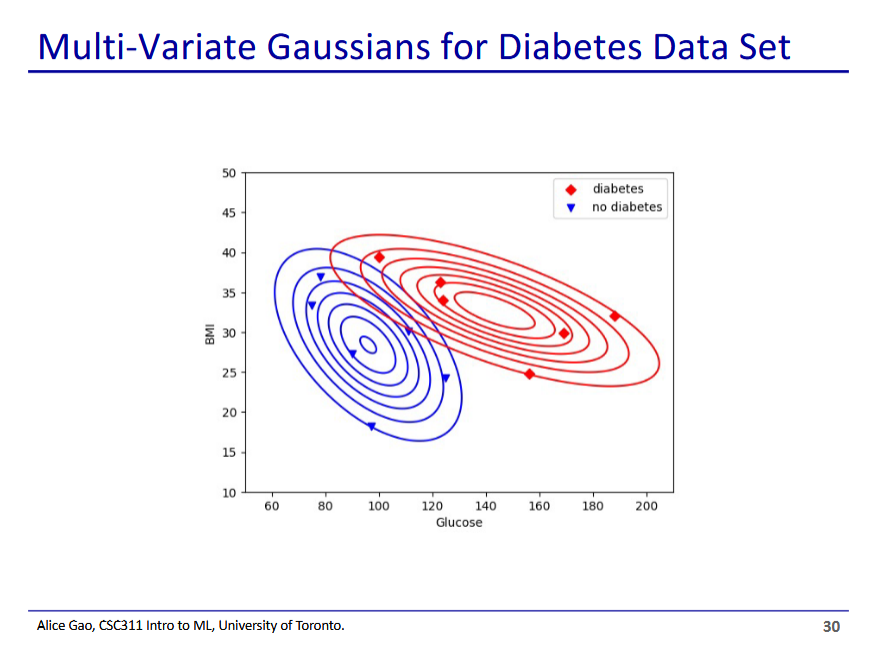 Multi-Variate Gaussians for Diabetes Data Set
50
45
40
35
30
25
20
15
10
BMI
diabetes
no diabetes
60 80 100 120 140 160 180 200
Glucose
Alice Gao, CSC311 Intro to ML, University of Toronto. 30